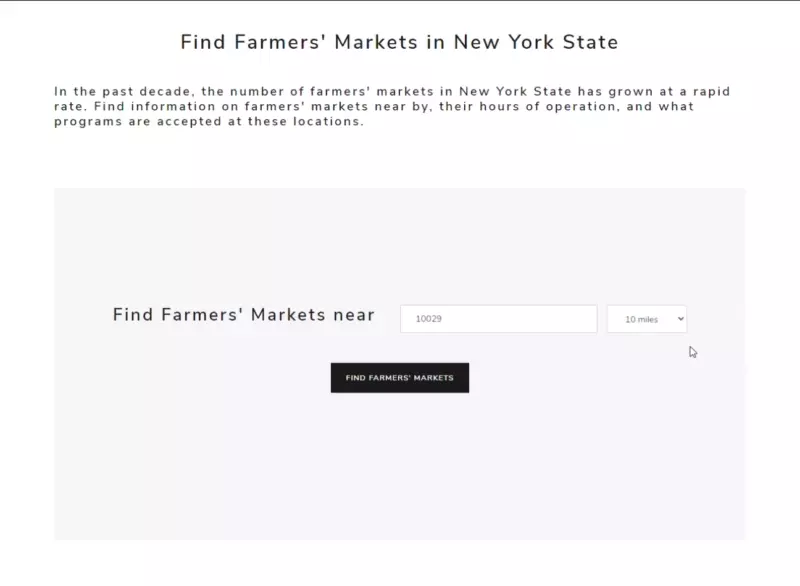 Find Farmers' Markets in New York State
In the past decade, the number of farmers' markets in New York State has grown at a rapid
rate. Find information on farmers' markets near by, their hours of operation, and what
programs are accepted at these locations.
Find Farmers' Markets near
10029
10 miles
FIND FARMERS' MARKETS